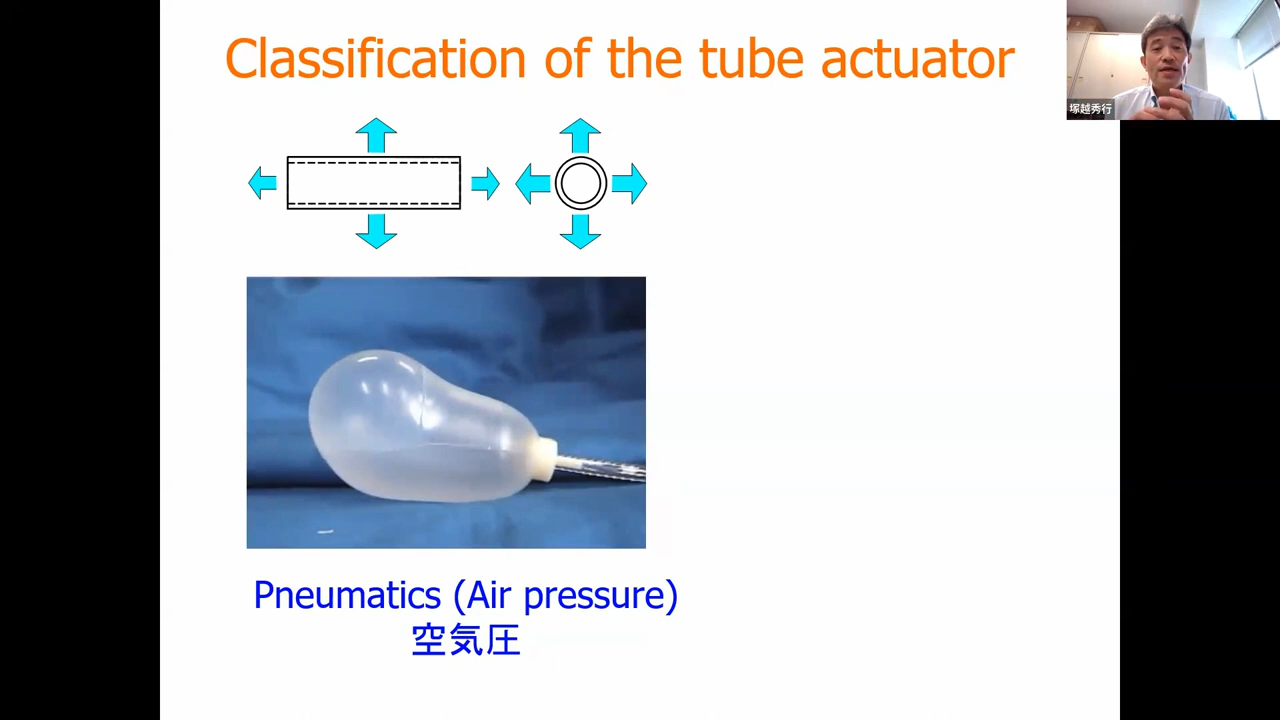 Classification of the tube actuator
塚越秀行
Pneumatics (Air pressure)
空気圧